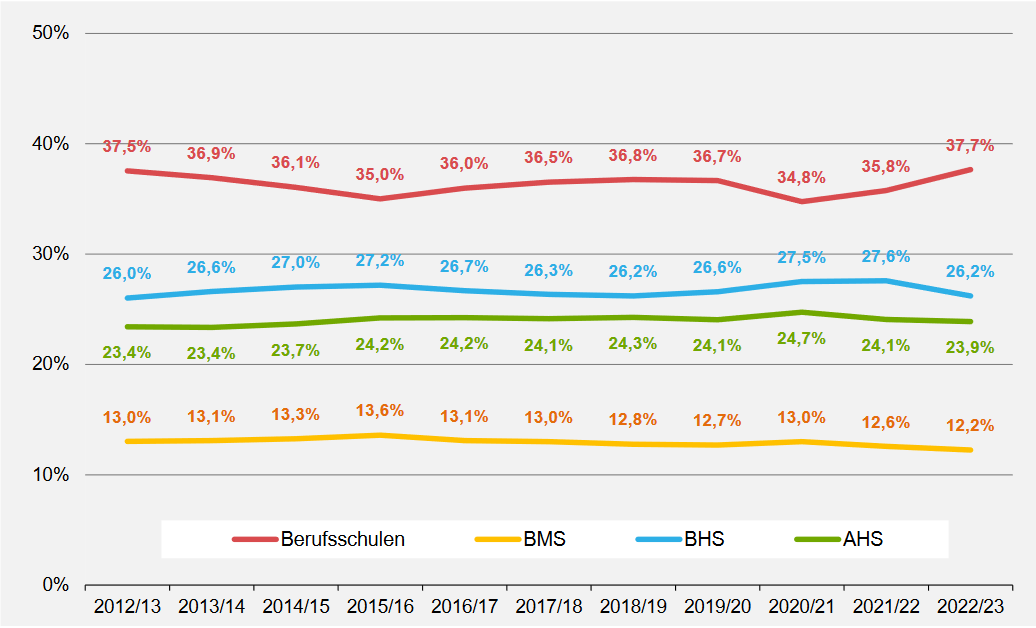 50%
40%
37,5% 36,9% 36,1% 35,0% 36,0% 36,5% 36,8% 36,7% 34,8% 35,8% 37,7%
30%
26,0% 26,6% 27,0% 27,2% 26,7% 26,3% 26,2% 26,6% 27,5% 27,6% 26,2%
23,4% 23,4% 23,7% 24,2% 24,2% 24,1% 24,3% 24,1% 24,7% 24,1% 23,9%
20%
13,0% 13,1% 13,3% 13,6% 13,1% 13,0% 12,8% 12,7% 13,0% 12,6% 12,2%
10%
Berufsschulen BMS BHS AHS
0%
2012/13 2013/14 2014/15 2015/16 2016/17 2017/18 2018/19 2019/20 2020/21 2021/22 2022/23